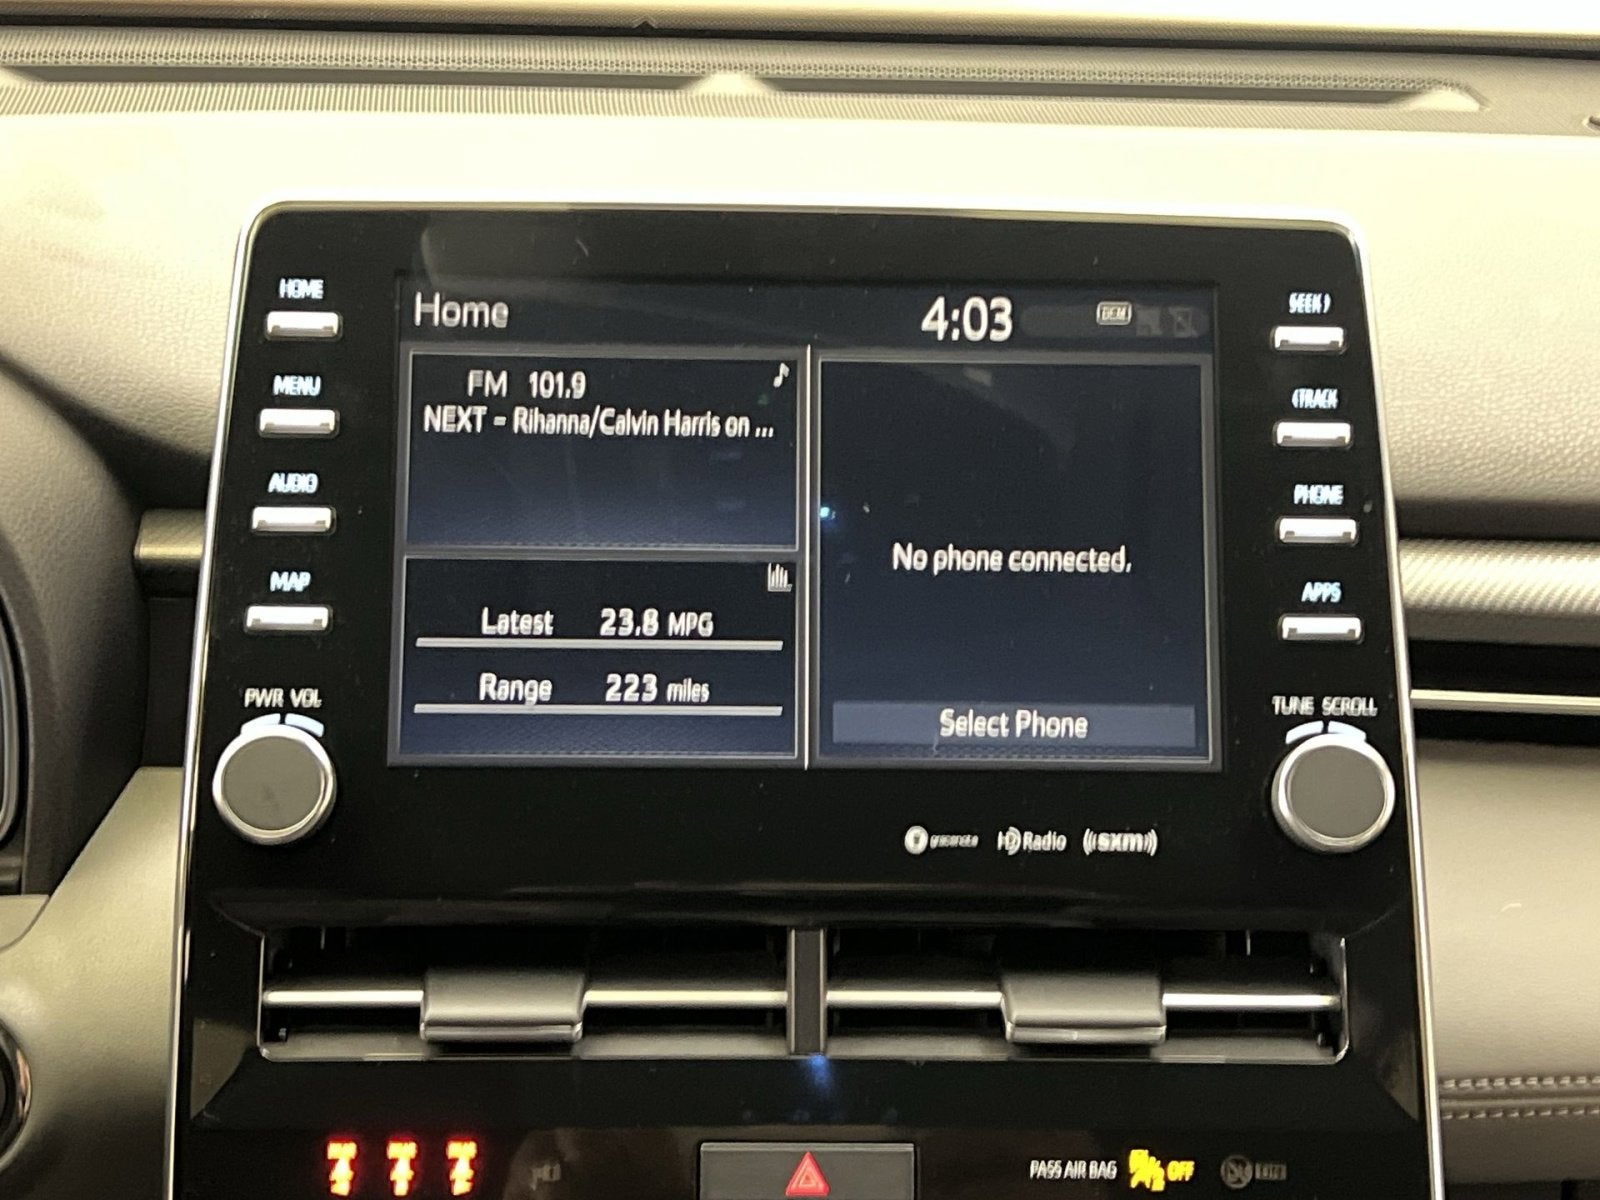 HOME
MENU
AUDIO
MAP
PWR VOL
Home
4:03
DCM
FM 101.9
NEXT - Rihanna/Calvin Harris on ...
Latest 23.8 MPG
Range 223 miles
No phone connected.
Select Phone
SEEK
TRACK
PHONE
APPS
TUNE SCROLL
gracenote
HD Radio
((sxm))
PASS AIR BAG
OFF